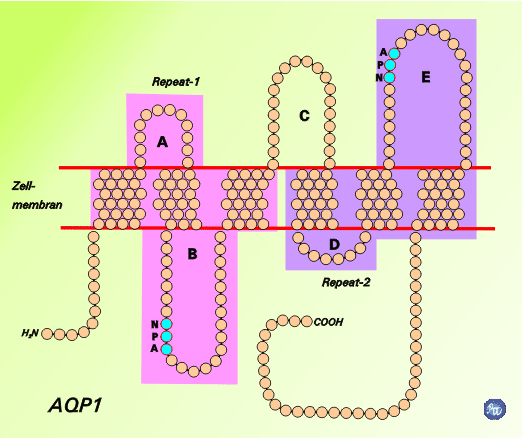 A
P
N
E
Repeat-1
C
A
Zell-
membran
D
B
Repeat-2
N
P
A
H₂N
COOH
AQP1